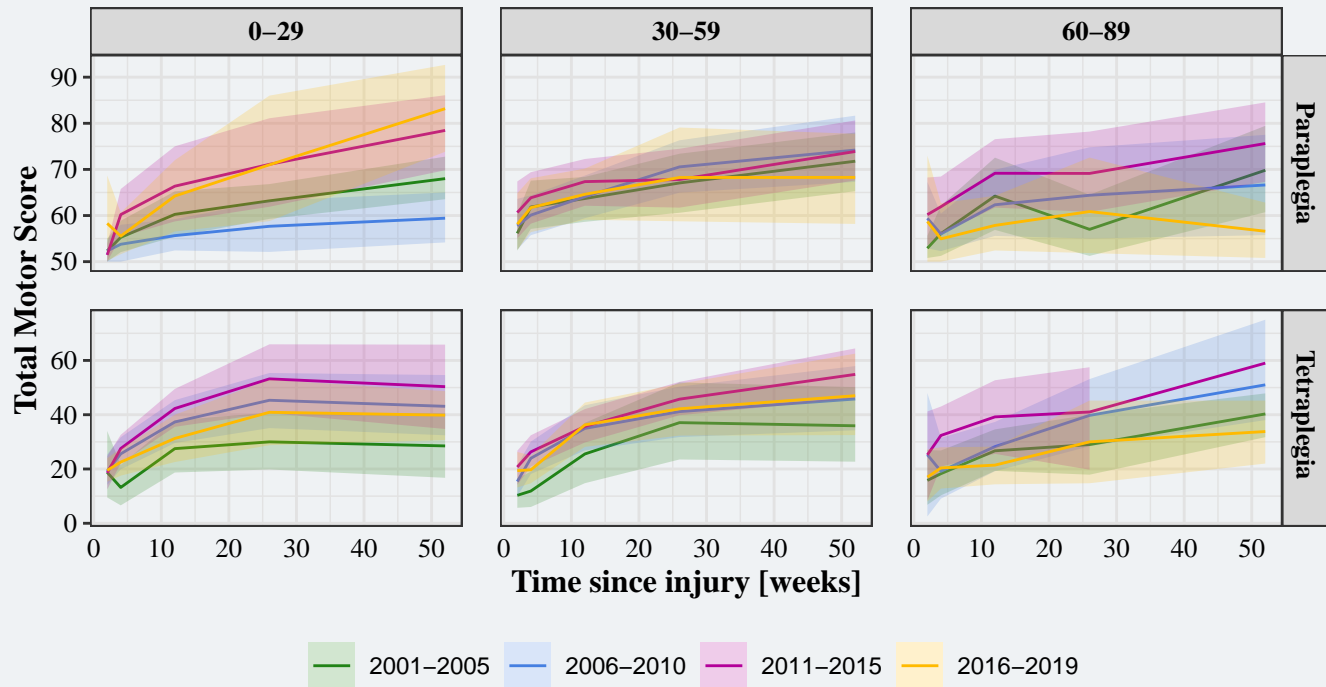 0–29 30–59 60–89
Total Motor Score
90
80
70
60
50
Paraplegia
60
40
20
0
Tetraplegia
0 10 20 30 40 50 0 10 20 30 40 50 0 10 20 30 40 50
Time since injury [weeks]
2001–2005 2006–2010 2011–2015 2016–2019